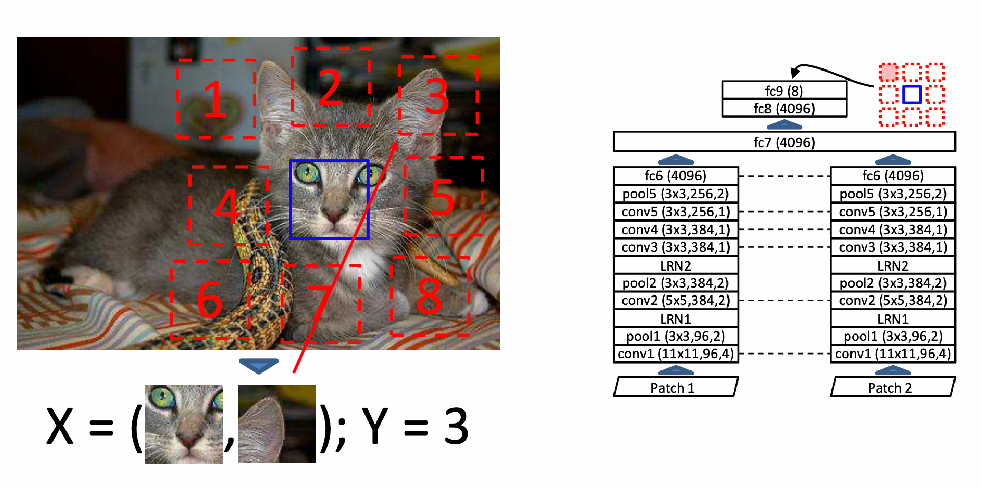 1
2
3
4
5
6
7
8
X = ( , ); Y = 3
fc9 (8)
fc8 (4096)
fc7 (4096)
fc6 (4096)
pool5 (3x3,256,2)
conv5 (3x3,256,1)
conv4 (3x3,384,1)
conv3 (3x3,384,1)
LRN2
pool2 (3x3,384,2)
conv2 (5x5,384,2)
LRN1
pool1 (3x3,96,2)
conv1 (11x11,96,4)
Patch 1
fc6 (4096)
pool5 (3x3,256,2)
conv5 (3x3,256,1)
conv4 (3x3,384,1)
conv3 (3x3,384,1)
LRN2
pool2 (3x3,384,2)
conv2 (5x5,384,2)
LRN1
pool1 (3x3,96,2)
conv1 (11x11,96,4)
Patch 2